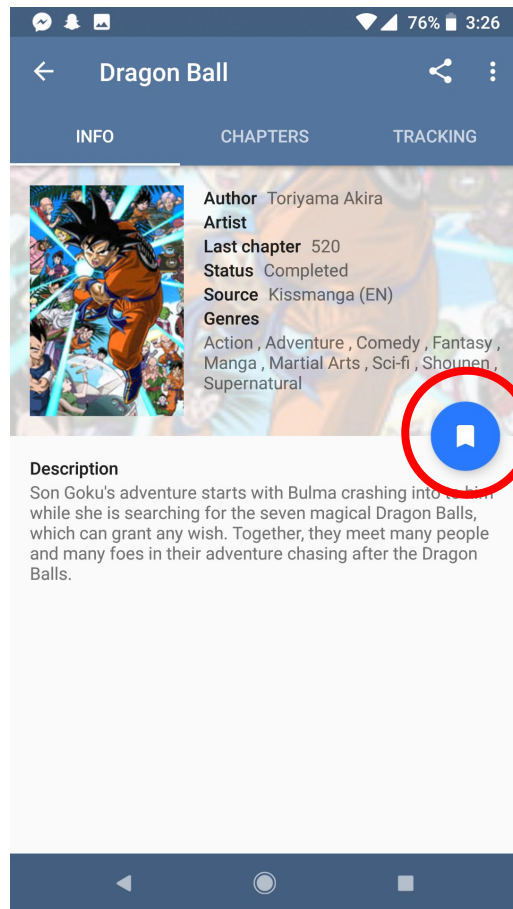 76% 3:26
Dragon Ball
INFO CHAPTERS TRACKING
Author Toriyama Akira
Artist
Last chapter 520
Status Completed
Source Kissmanga (EN)
Genres
Action , Adventure , Comedy , Fantasy ,
Manga , Martial Arts , Sci-fi , Shounen ,
Supernatural
Description
Son Goku's adventure starts with Bulma crashing into to him
while she is searching for the seven magical Dragon Balls,
which can grant any wish. Together, they meet many people
and many foes in their adventure chasing after the Dragon
Balls.